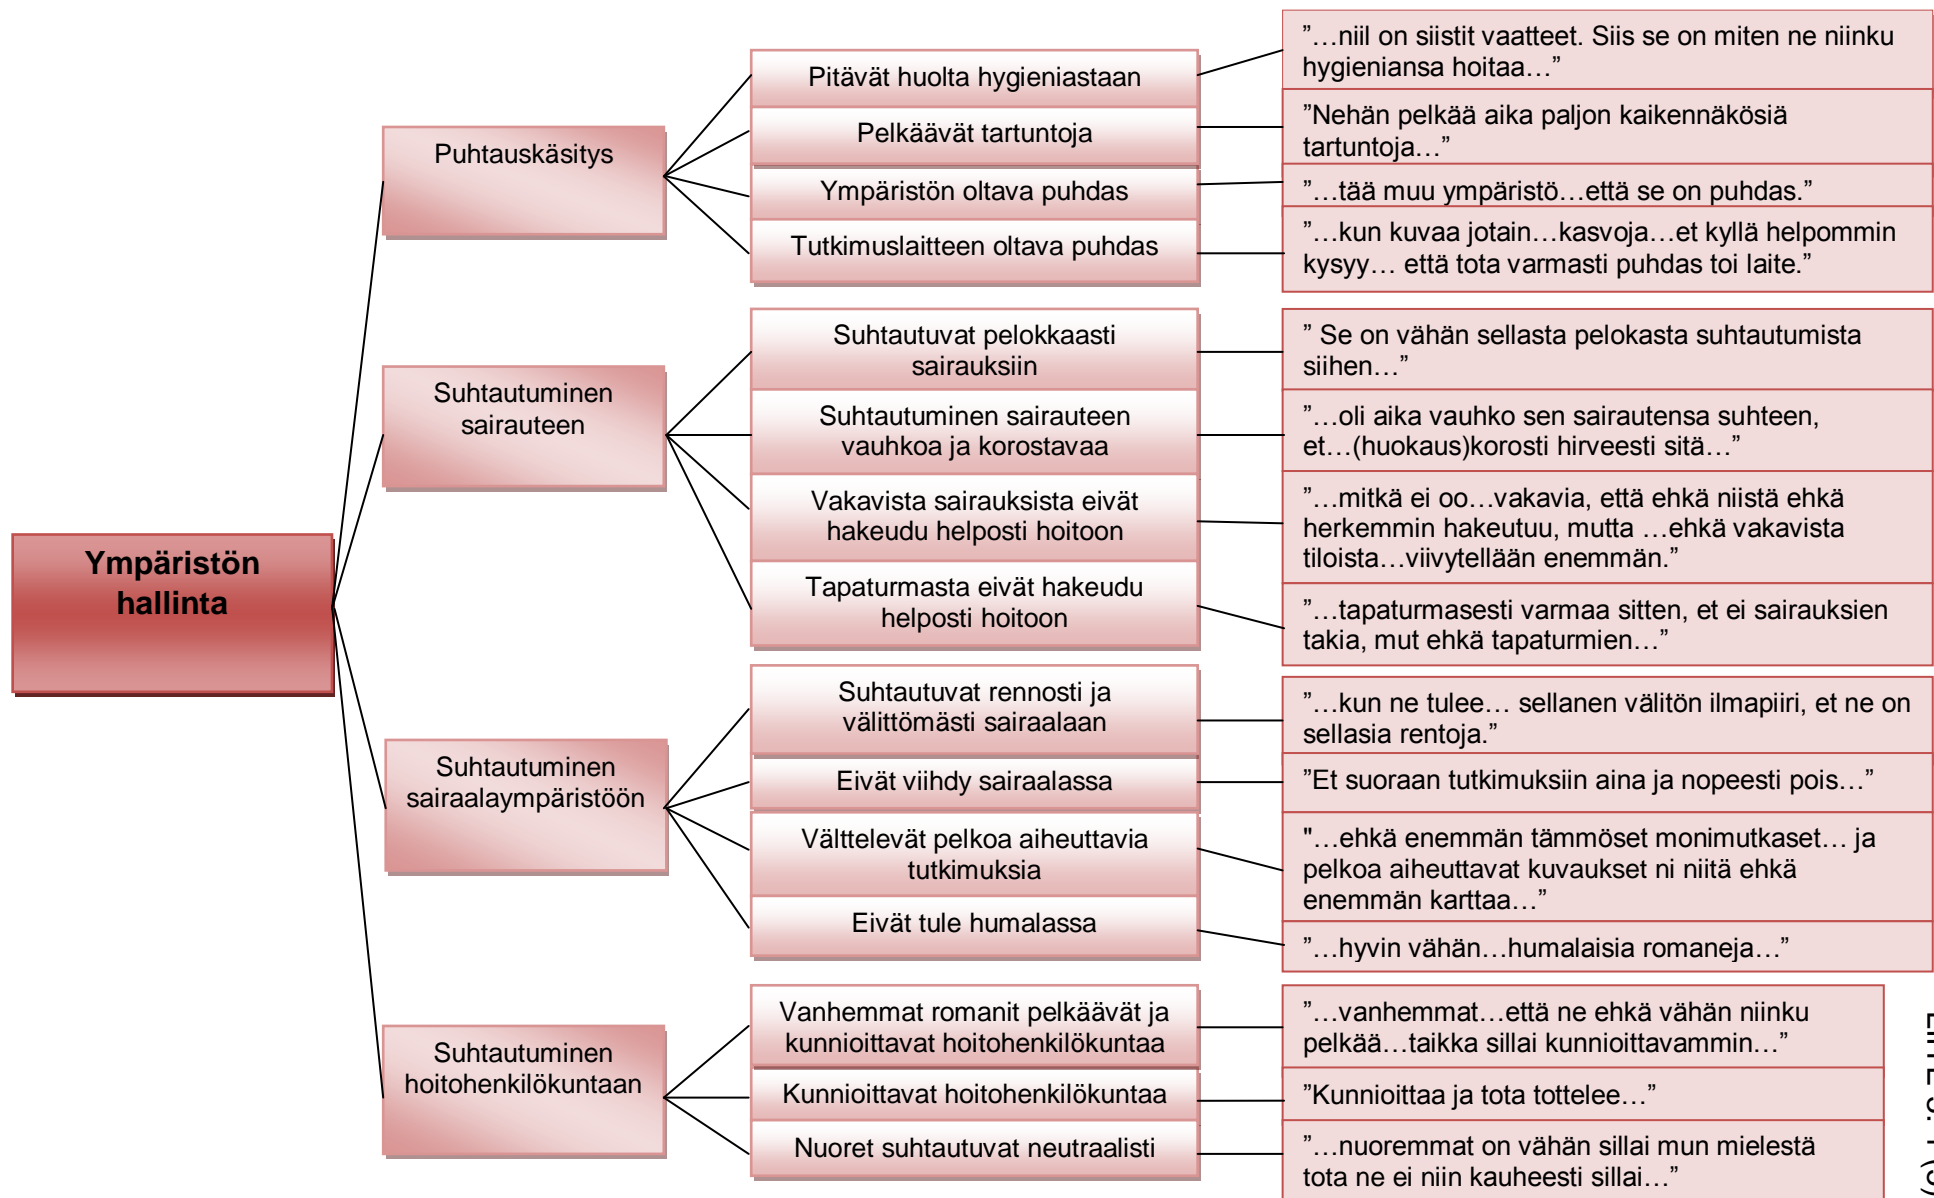 Ympäristön
hallinta
Puhtauskäsitys
Pitävät huolta hygieniastaan
”…niil on siistit vaatteet. Siis se on miten ne niinku
hygieniansa hoitaa…”
Pelkäävät tartuntoja
”Nehän pelkää aika paljon kaikennäkösiä
tartuntoja…”
Ympäristön oltava puhdas
”…tää muu ympäristö…että se on puhdas.”
Tutkimuslaitteen oltava puhdas
”…kun kuvaa jotain…kasvoja…et kyllä helpommin
kysyy… että tota varmasti puhdas toi laite.”
Suhtautuminen
sairauteen
Suhtautuvat pelokkaasti
sairauksiin
” Se on vähän sellasta pelokasta suhtautumista
siihen…”
Suhtautuminen sairauteen
vauhkoa ja korostavaa
”…oli aika vauhko sen sairautensa suhteen,
et…(huokaus)korosti hirveesti sitä…”
Vakavista sairauksista eivät
hakeudu helposti hoitoon
”…mitkä ei oo…vakavia, että ehkä niistä ehkä
herkemmin hakeutuu, mutta …ehkä vakavista
tiloista…viivytellään enemmän.”
Tapaturmasta eivät hakeudu
helposti hoitoon
”…tapaturmasesti varmaa sitten, et ei sairauksien
takia, mut ehkä tapaturmien…”
Suhtautuminen
sairaalaympäristöön
Suhtautuvat rennosti ja
välittömästi sairaalaan
”…kun ne tulee… sellanen välitön ilmapiiri, et ne on
sellasia rentoja.”
Eivät viihdy sairaalassa
”Et suoraan tutkimuksiin aina ja nopeesti pois…”
Välttelevät pelkoa aiheuttavia
tutkimuksia
"…ehkä enemmän tämmöset monimutkaset… ja
pelkoa aiheuttavat kuvaukset ni niitä ehkä
enemmän karttaa…”
Eivät tule humalassa
”…hyvin vähän…humalaisia romaneja…”
Suhtautuminen
hoitohenkilökuntaan
Vanhemmat romanit pelkäävät ja
kunnioittavat hoitohenkilökuntaa
”…vanhemmat…että ne ehkä vähän niinku
pelkää…taikka sillai kunnioittavammin…”
Kunnioittavat hoitohenkilökuntaa
”Kunnioittaa ja tota tottelee…”
Nuoret suhtautuvat neutraalisti
”…nuoremmat on vähän sillai mun mielestä
tota ne ei niin kauheesti sillai…”